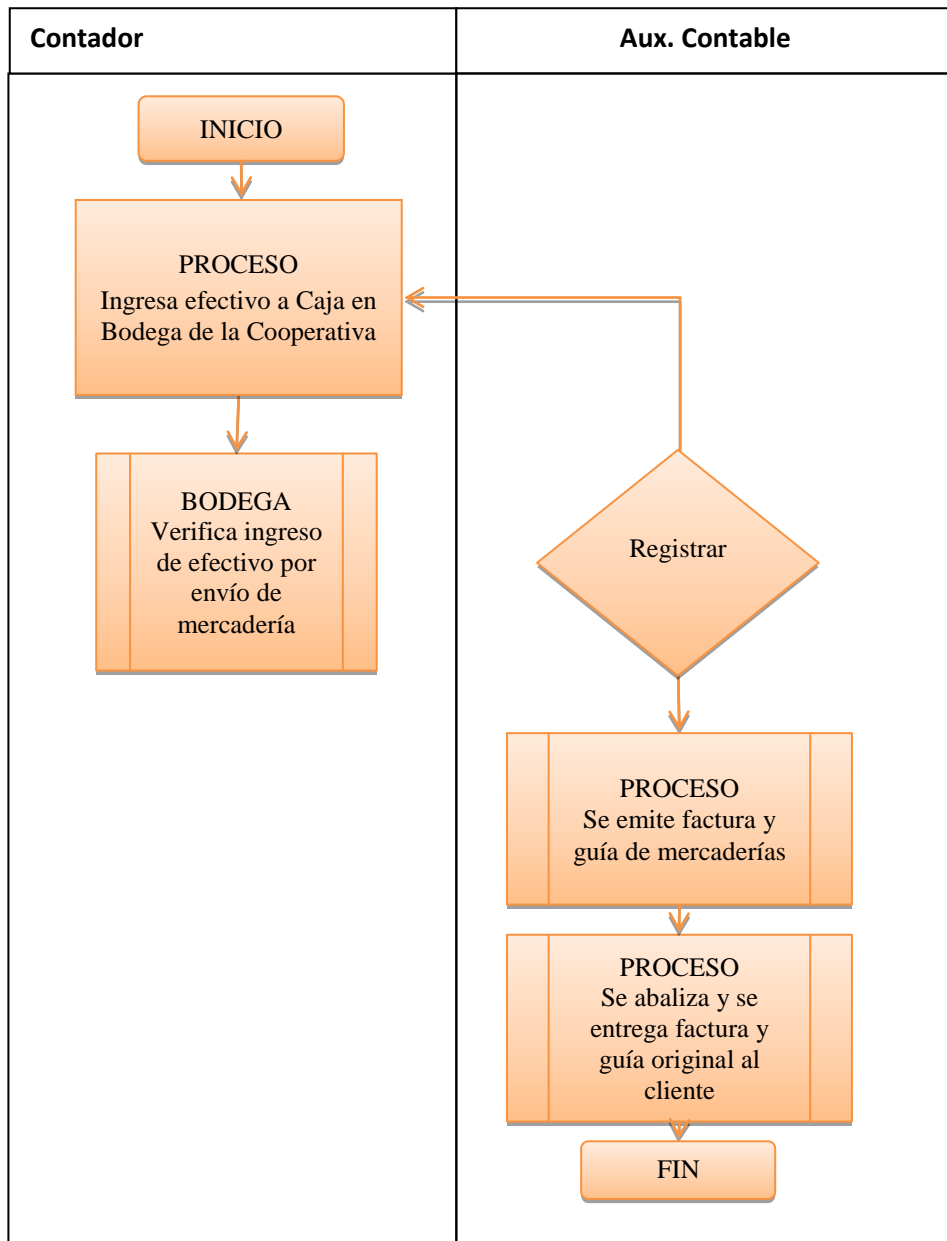 Contador
Aux. Contable
INICIO
PROCESO
Ingresa efectivo a Caja en
Bodega de la Cooperativa
BODEGA
Verifica ingreso
de efectivo por
envío de
mercadería
Registrar
PROCESO
Se emite factura y
guía de mercaderías
PROCESO
Se abaliza y se
entrega factura y
guía original al
cliente
FIN